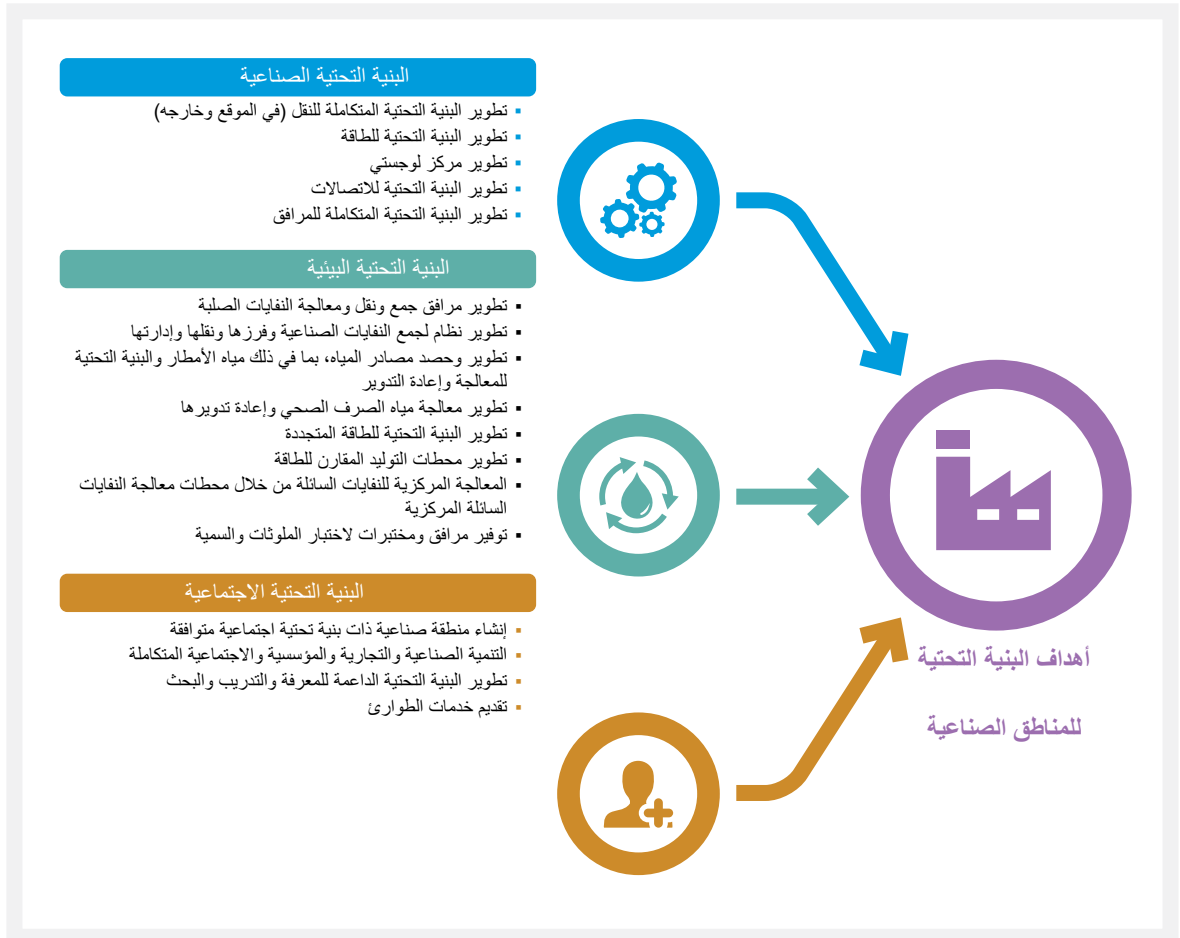 البنية التحتية الصناعية
▪ تطوير البنية التحتية المتكاملة للنقل (في الموقع وخارجه)
▪ تطوير البنية التحتية للطاقة
▪ تطوير مركز لوجستي
▪ تطوير البنية التحتية للاتصالات
▪ تطوير البنية التحتية المتكاملة للمرافق
البنية التحتية البيئية
▪ تطوير مرافق جمع ونقل ومعالجة النفايات الصلبة
▪ تطوير نظام لجمع النفايات الصناعية وفرزها ونقلها وإدارتها
▪ تطوير وحصد مصادر المياه، بما في ذلك مياه الأمطار والبنية التحتية
للمعالجة وإعادة التدوير
▪ تطوير معالجة مياه الصرف الصحي وإعادة تدويرها
▪ تطوير البنية التحتية للطاقة المتجددة
▪ تطوير محطات التوليد المقارن للطاقة
▪ المعالجة المركزية للنفايات السائلة من خلال محطات معالجة النفايات
السائلة المركزية
▪ توفير مرافق ومختبرات لاختبار الملوثات والسمية
البنية التحتية الاجتماعية
▪ إنشاء منطقة صناعية ذات بنية تحتية اجتماعية متوافقة
▪ التنمية الصناعية والتجارية والمؤسسية والاجتماعية المتكاملة
▪ تطوير البنية التحتية الداعمة للمعرفة والتدريب والبحث
▪ تقديم خدمات الطوارئ
أهداف البنية التحتية
للمناطق الصناعية